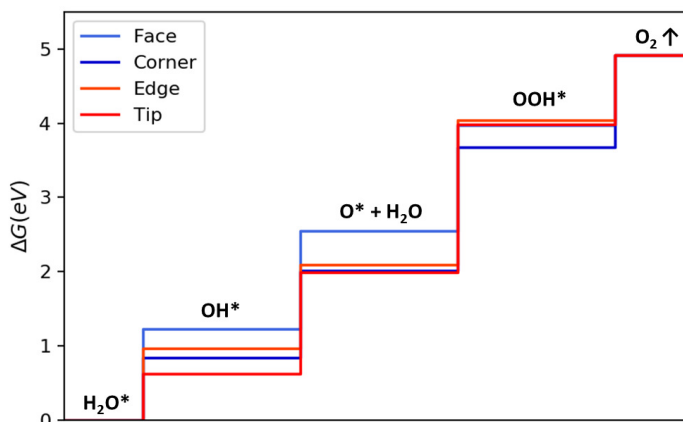 Face
Corner
Edge
Tip
O₂ ↑
OOH*
O* + H₂O
OH*
H₂O*
ΔG(eV)
5
4
3
2
1
0